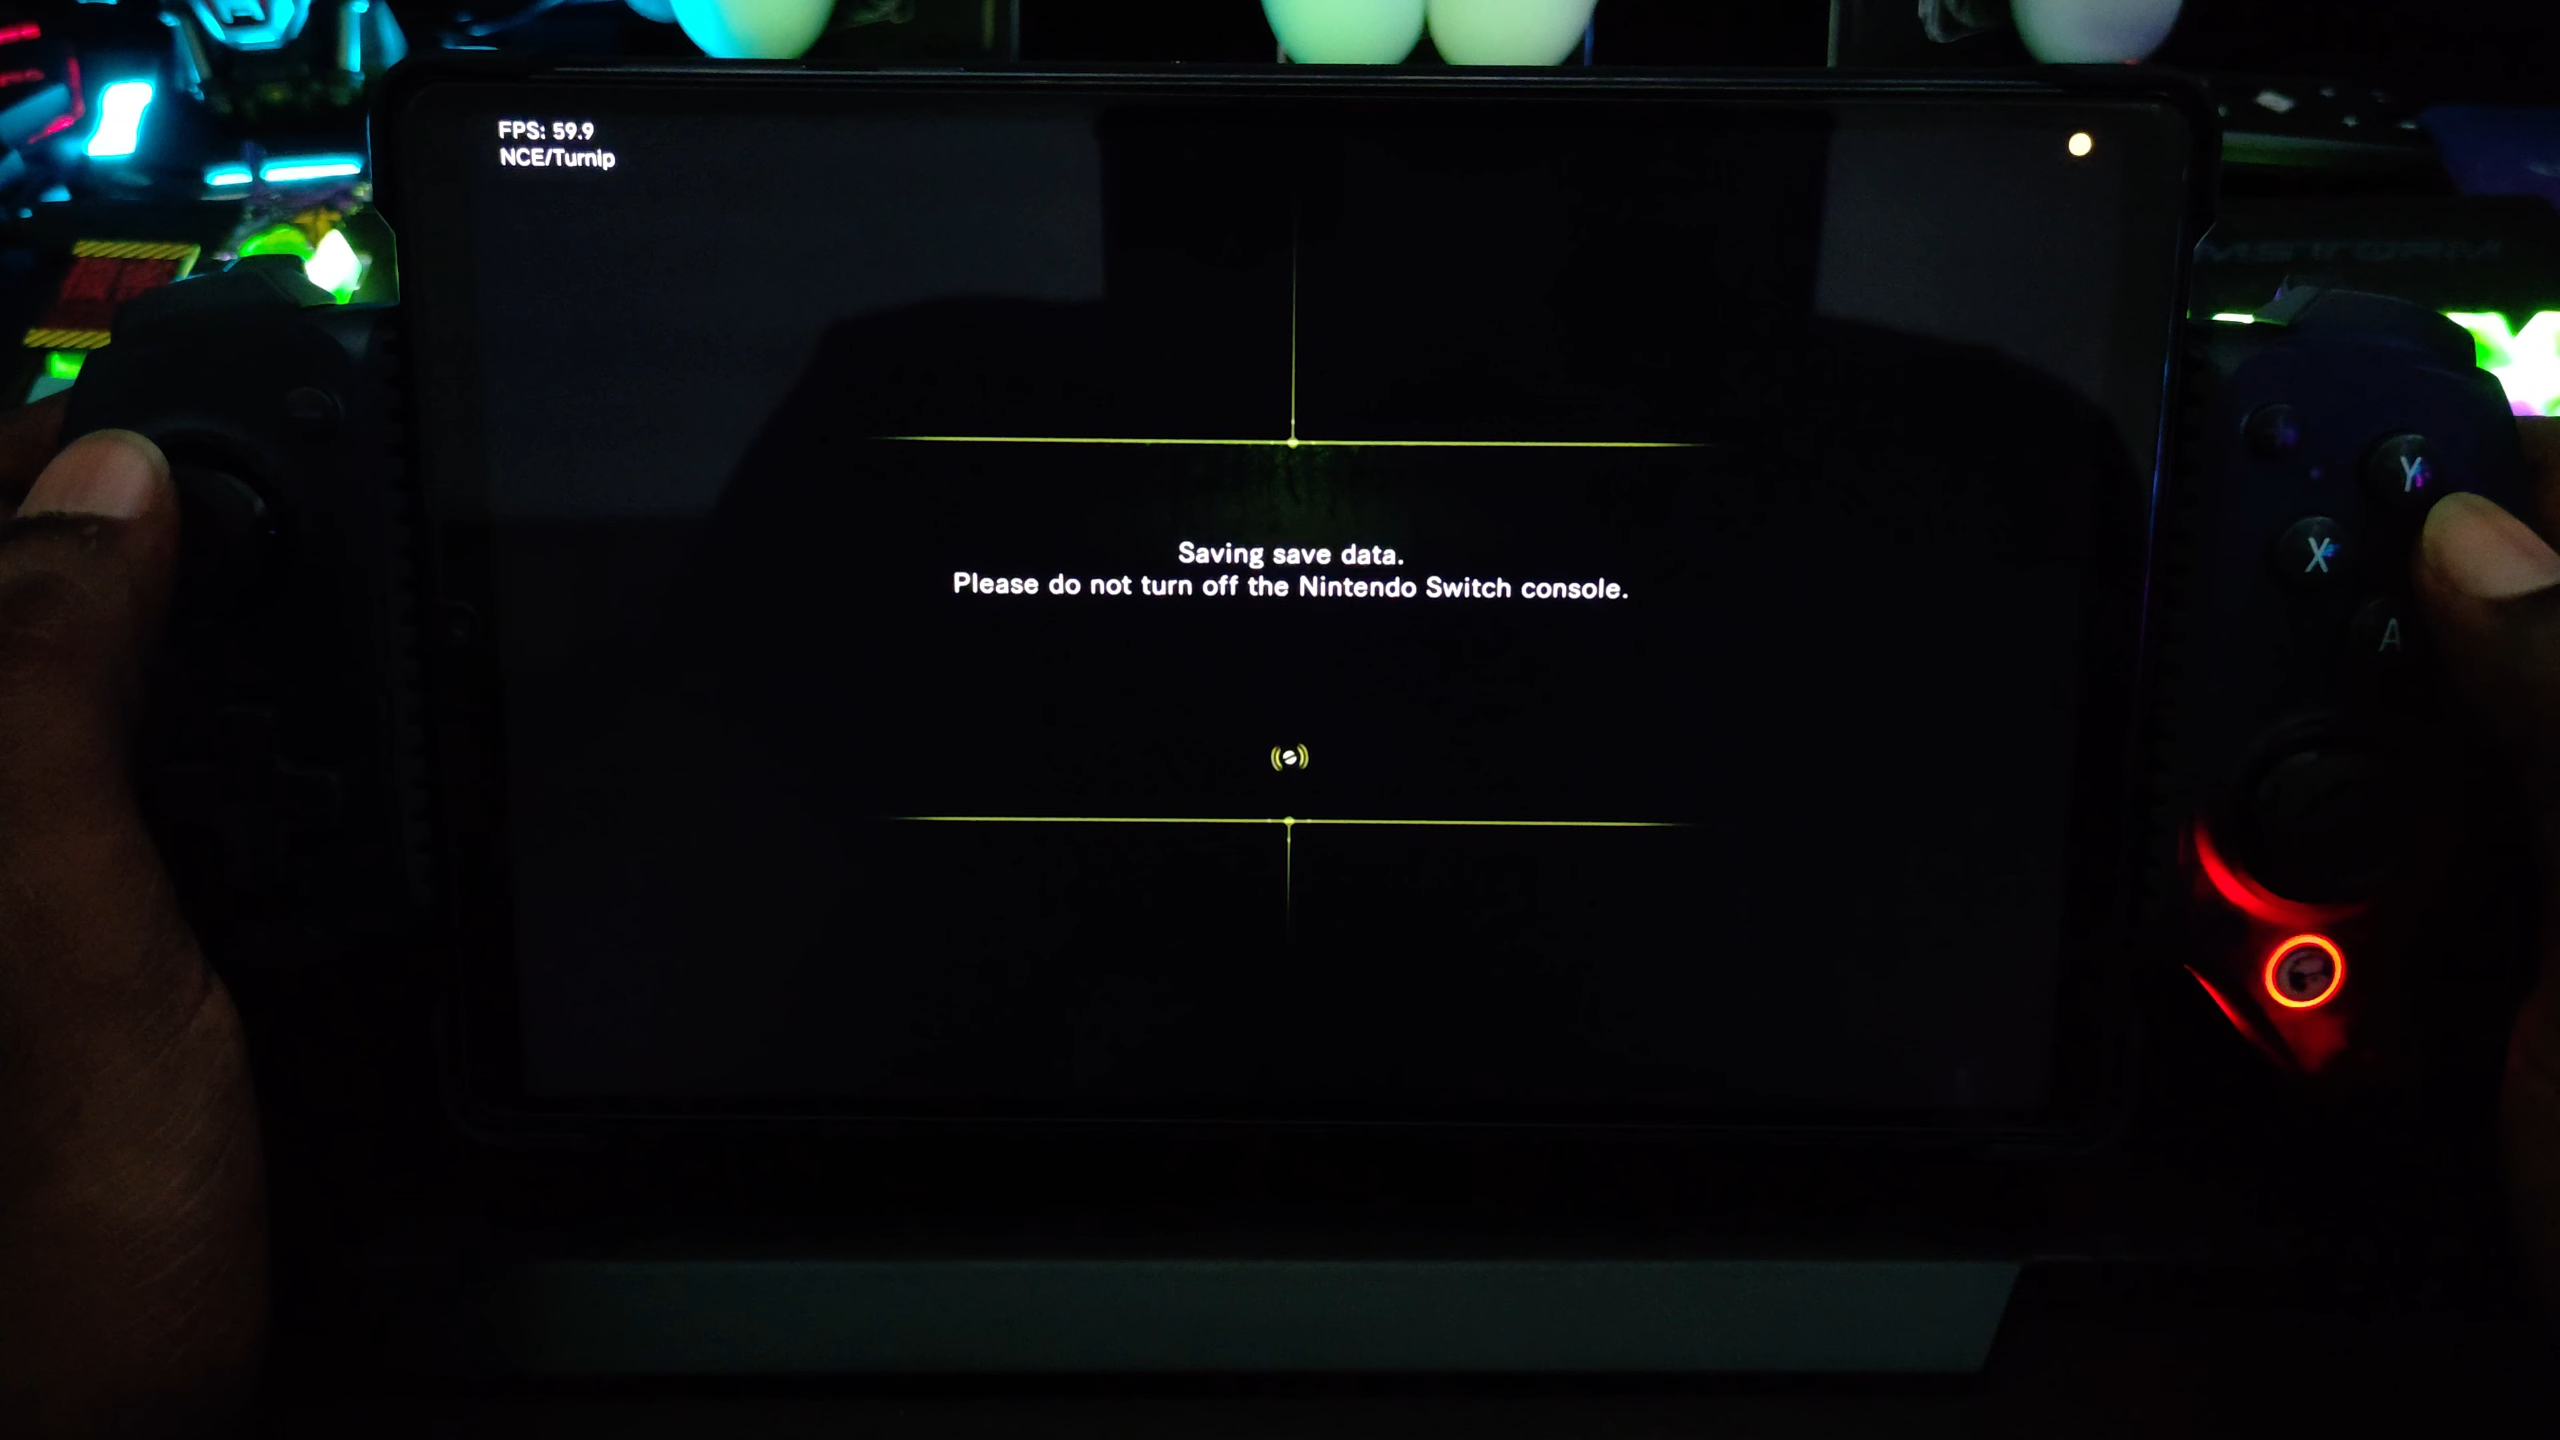 FPS: 59.9
NCE/Turnip
Saving save data.
Please do not turn off the Nintendo Switch console.
Y
X
A